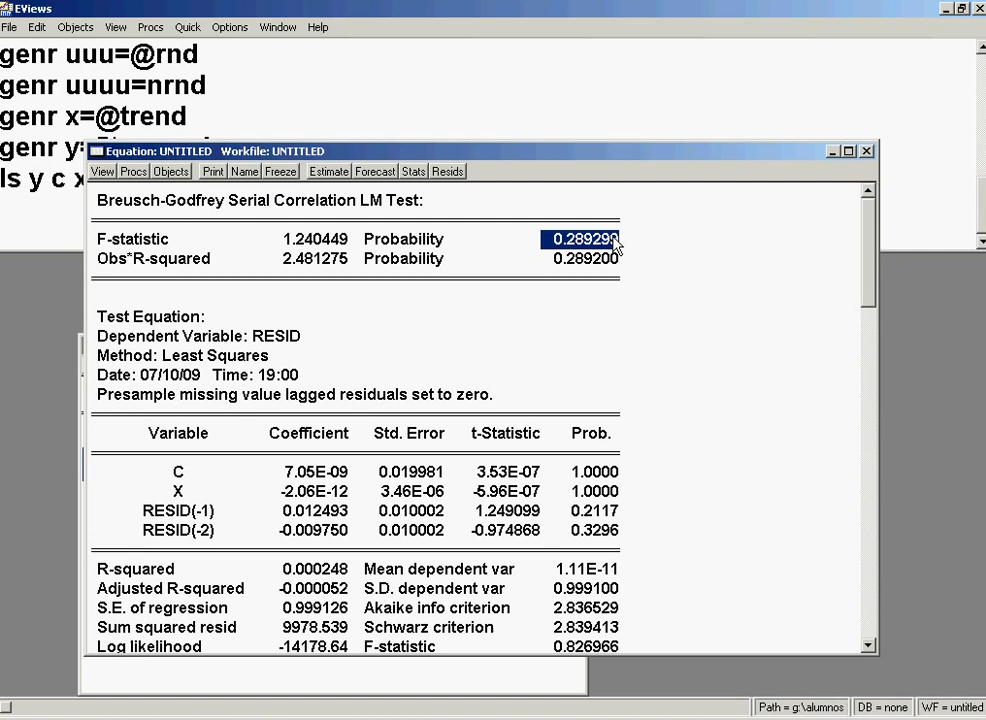 EViews
File Edit Objects View Procs Quick Options Window Help
genr uuu=@rnd
genr uuuu=nrnd
genr x=@trend
genr y=
ls y c x
Equation: UNTITLED Workfile: UNTITLED
View Procs Objects Print Name Freeze Estimate Forecast Stats Resids
Breusch-Godfrey Serial Correlation LM Test:
F-statistic 1.240449 Probability 0.289299
Obs*R-squared 2.481275 Probability 0.289200
Test Equation:
Dependent Variable: RESID
Method: Least Squares
Date: 07/10/09 Time: 19:00
Presample missing value lagged residuals set to zero.
Variable Coefficient Std. Error t-Statistic Prob.
C 7.05E-09 0.019981 3.53E-07 1.0000
X -2.06E-12 3.46E-06 -5.96E-07 1.0000
RESID(-1) 0.012493 0.010002 1.249099 0.2117
RESID(-2) -0.009750 0.010002 -0.974868 0.3296
R-squared 0.000248 Mean dependent var 1.11E-11
Adjusted R-squared -0.000052 S.D. dependent var 0.999100
S.E. of regression 0.999126 Akaike info criterion 2.836529
Sum squared resid 9978.539 Schwarz criterion 2.839413
Log likelihood -14178.64 F-statistic 0.826966
Path = g:\alumnos DB = none WF = untitled